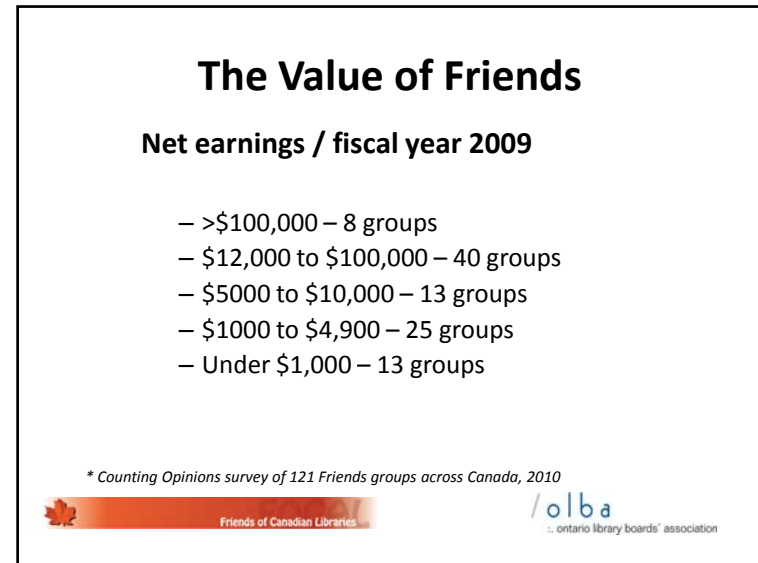 The Value of Friends
Net earnings / fiscal year 2009
– >$100,000 – 8 groups
– $12,000 to $100,000 – 40 groups
– $5000 to $10,000 – 13 groups
– $1000 to $4,900 – 25 groups
– Under $1,000 – 13 groups
* Counting Opinions survey of 121 Friends groups across Canada, 2010
FOCAL
Friends of Canadian Libraries
/olba
:. ontario library boards' association